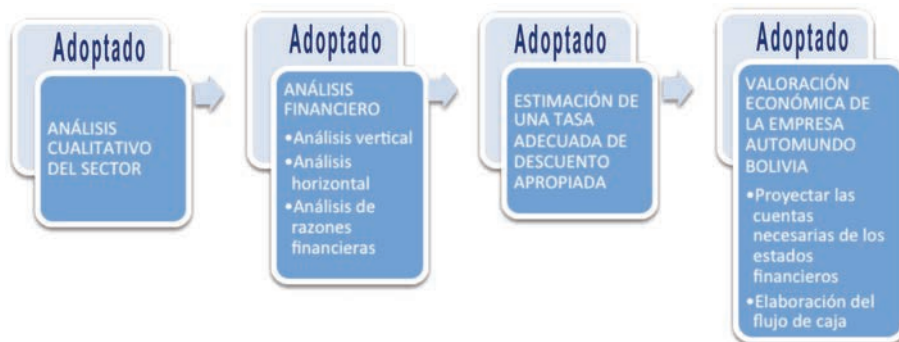 Adoptado
ANÁLISIS
CUALITATIVO
DEL SECTOR
Adoptado
ANÁLISIS
FINANCIERO
•Análisis vertical
•Análisis
horizontal
•Análisis de
razones
financieras
Adoptado
ESTIMACIÓN DE
UNA TASA
ADECUADA DE
DESCUENTO
APROPIADA
Adoptado
VALORACIÓN
ECONÓMICA DE
LA EMPRESA
AUTOMUNDO
BOLIVIA
•Proyectar las
cuentas
necesarias de los
estados
financieros
•Elaboración del
flujo de caja